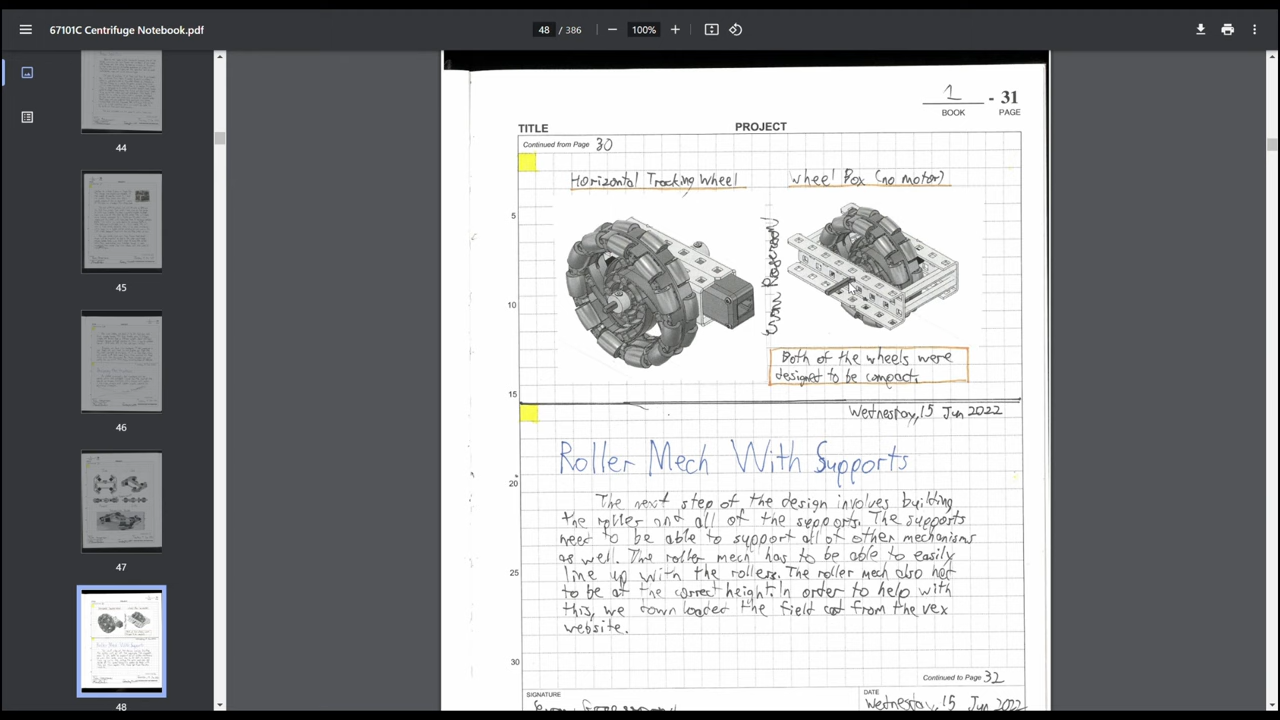 67101C Centrifuge Notebook.pdf
48 / 386
100%
44
45
46
47
48
1 - 31
BOOK PAGE
TITLE PROJECT
Continued from Page 30
Horizontal Tracking Wheel
Wheel Box (no motor)
5
10
15
20
25
30
Both of the wheels were
designed to be compact.
Wednesday, 15 Jun 2022
Roller Mech With Supports
The next step of the design involves building
the roller and all of the supports. The supports
need to be able to support all of other mechanisms
as well. The roller mech has to be able to easily
line up with the rollers. The roller mech also has
to be at the correct height. In order to help with
this, we downloaded the field cad from the vex
website.
Continued to Page 32
SIGNATURE
DATE
Wednesday, 15 Jun 2022